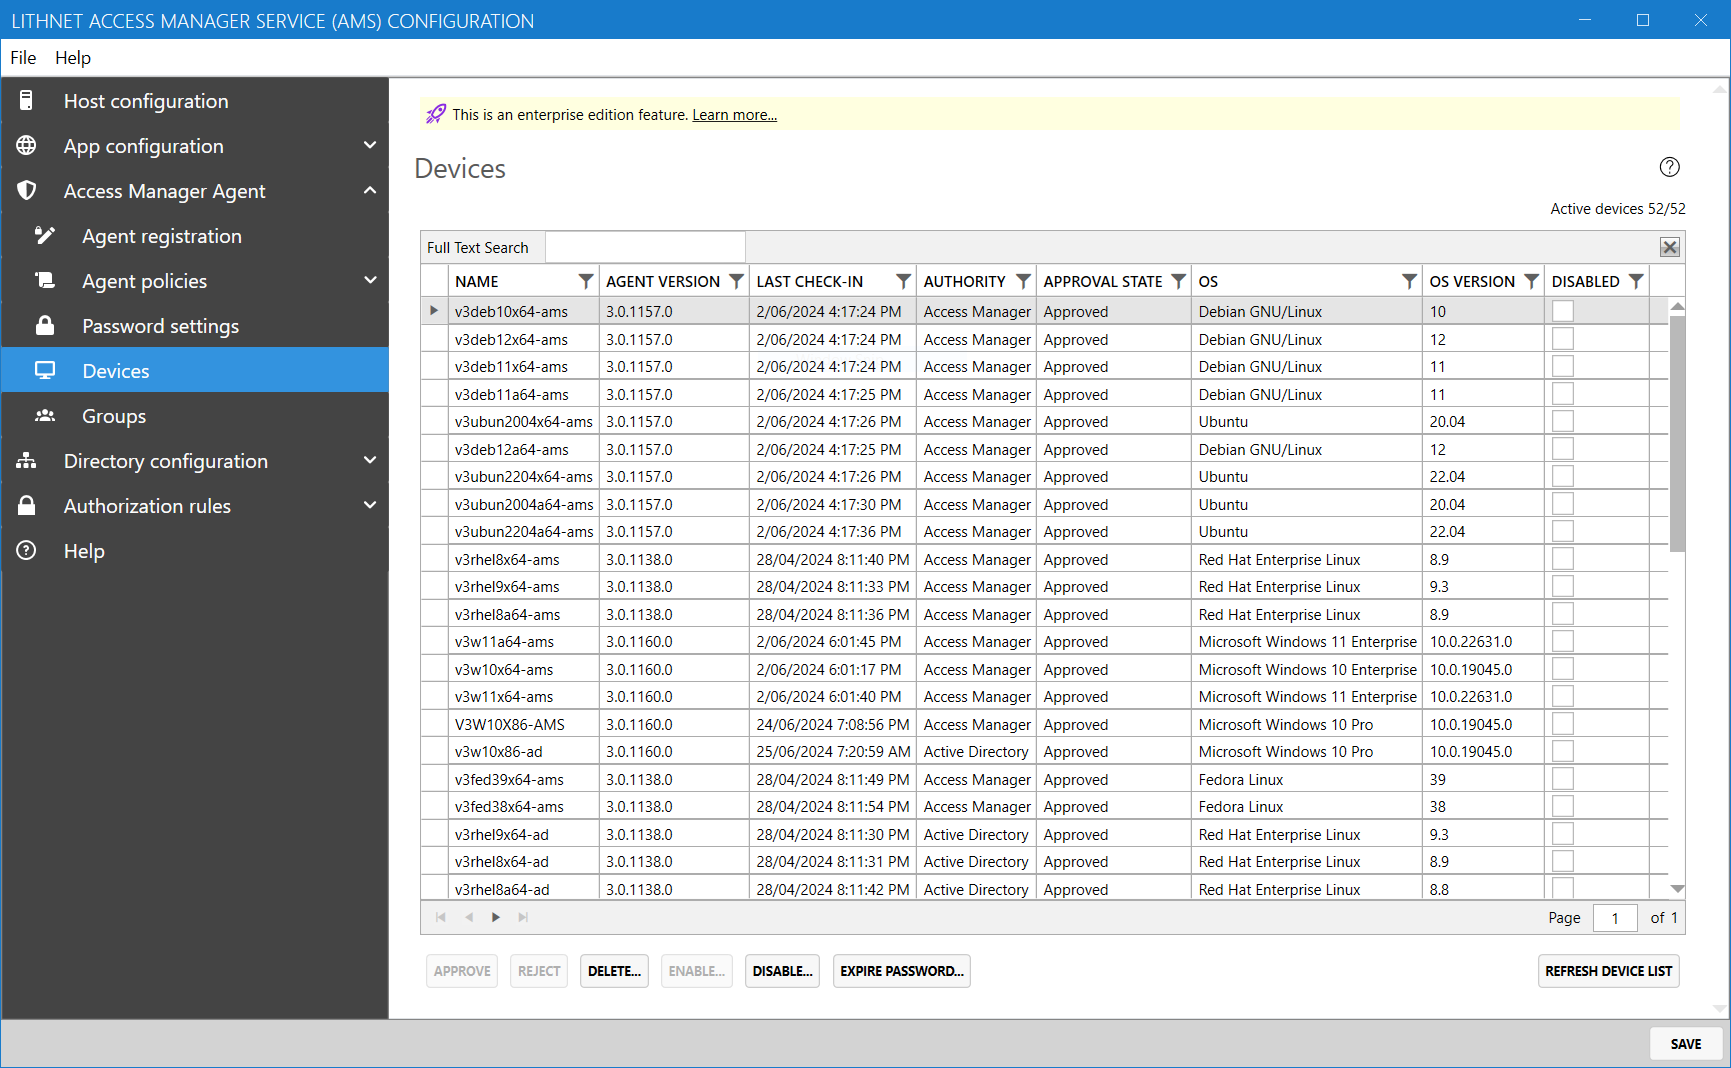 LITHNET ACCESS MANAGER SERVICE (AMS) CONFIGURATION
File Help
Host configuration
App configuration
Access Manager Agent
Agent registration
Agent policies
Password settings
Devices
Groups
Directory configuration
Authorization rules
Help
This is an enterprise edition feature. Learn more...
Devices
Active devices 52/52
Full Text Search
NAME AGENT VERSION LAST CHECK-IN AUTHORITY APPROVAL STATE OS OS VERSION DISABLED
v3deb10x64-ams 3.0.1157.0 2/06/2024 4:17:24 PM Access Manager Approved Debian GNU/Linux 10
v3deb12x64-ams 3.0.1157.0 2/06/2024 4:17:24 PM Access Manager Approved Debian GNU/Linux 12
v3deb11x64-ams 3.0.1157.0 2/06/2024 4:17:24 PM Access Manager Approved Debian GNU/Linux 11
v3deb11a64-ams 3.0.1157.0 2/06/2024 4:17:25 PM Access Manager Approved Debian GNU/Linux 11
v3ubun2004x64-ams 3.0.1157.0 2/06/2024 4:17:26 PM Access Manager Approved Ubuntu 20.04
v3deb12a64-ams 3.0.1157.0 2/06/2024 4:17:25 PM Access Manager Approved Debian GNU/Linux 12
v3ubun2204x64-ams 3.0.1157.0 2/06/2024 4:17:26 PM Access Manager Approved Ubuntu 22.04
v3ubun2004a64-ams 3.0.1157.0 2/06/2024 4:17:30 PM Access Manager Approved Ubuntu 20.04
v3ubun2204a64-ams 3.0.1157.0 2/06/2024 4:17:36 PM Access Manager Approved Ubuntu 22.04
v3rhel8x64-ams 3.0.1138.0 28/04/2024 8:11:40 PM Access Manager Approved Red Hat Enterprise Linux 8.9
v3rhel9x64-ams 3.0.1138.0 28/04/2024 8:11:33 PM Access Manager Approved Red Hat Enterprise Linux 9.3
v3rhel8a64-ams 3.0.1138.0 28/04/2024 8:11:36 PM Access Manager Approved Red Hat Enterprise Linux 8.9
v3w11a64-ams 3.0.1160.0 2/06/2024 6:01:45 PM Access Manager Approved Microsoft Windows 11 Enterprise 10.0.22631.0
v3w10x64-ams 3.0.1160.0 2/06/2024 6:01:17 PM Access Manager Approved Microsoft Windows 10 Enterprise 10.0.19045.0
v3w11x64-ams 3.0.1160.0 2/06/2024 6:01:40 PM Access Manager Approved Microsoft Windows 11 Enterprise 10.0.22631.0
V3W10X86-AMS 3.0.1160.0 24/06/2024 7:08:56 PM Access Manager Approved Microsoft Windows 10 Pro 10.0.19045.0
v3w10x86-ad 3.0.1160.0 25/06/2024 7:20:59 AM Active Directory Approved Microsoft Windows 10 Pro 10.0.19045.0
v3fed39x64-ams 3.0.1138.0 28/04/2024 8:11:49 PM Access Manager Approved Fedora Linux 39
v3fed38x64-ams 3.0.1138.0 28/04/2024 8:11:54 PM Access Manager Approved Fedora Linux 38
v3rhel9x64-ad 3.0.1138.0 28/04/2024 8:11:30 PM Active Directory Approved Red Hat Enterprise Linux 9.3
v3rhel8x64-ad 3.0.1138.0 28/04/2024 8:11:31 PM Active Directory Approved Red Hat Enterprise Linux 8.9
v3rhel8a64-ad 3.0.1138.0 28/04/2024 8:11:42 PM Active Directory Approved Red Hat Enterprise Linux 8.8
Page 1 of 1
APPROVE REJECT DELETE... ENABLE... DISABLE... EXPIRE PASSWORD... REFRESH DEVICE LIST
SAVE